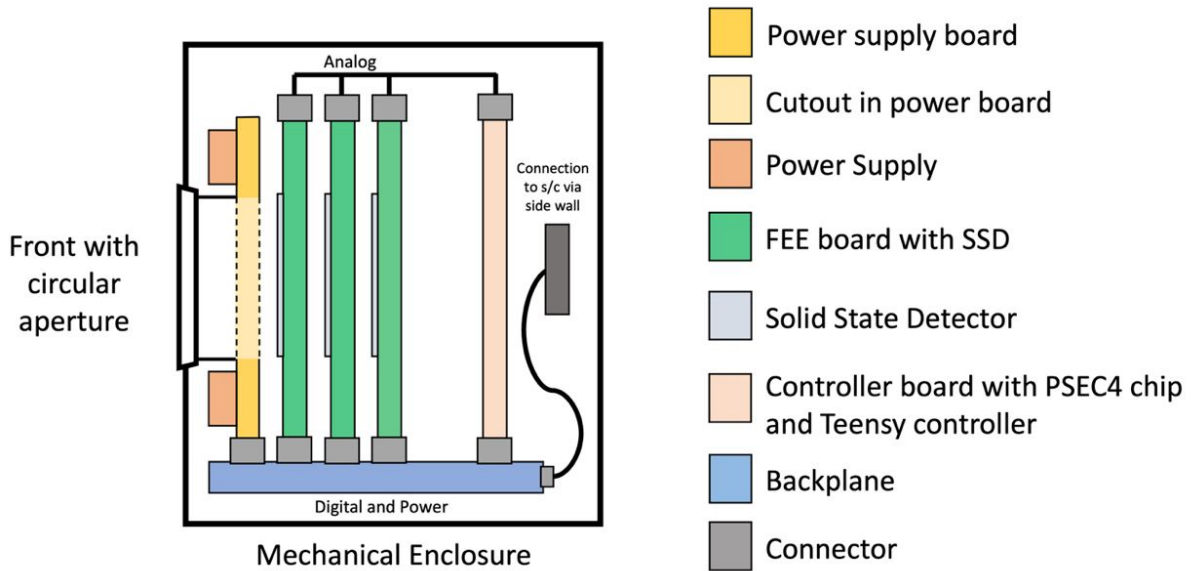 Analog
Connection
to s/c via
side wall
Front with
circular
aperture
Digital and Power
Mechanical Enclosure
Power supply board
Cutout in power board
Power Supply
FEE board with SSD
Solid State Detector
Controller board with PSEC4 chip
and Teensy controller
Backplane
Connector